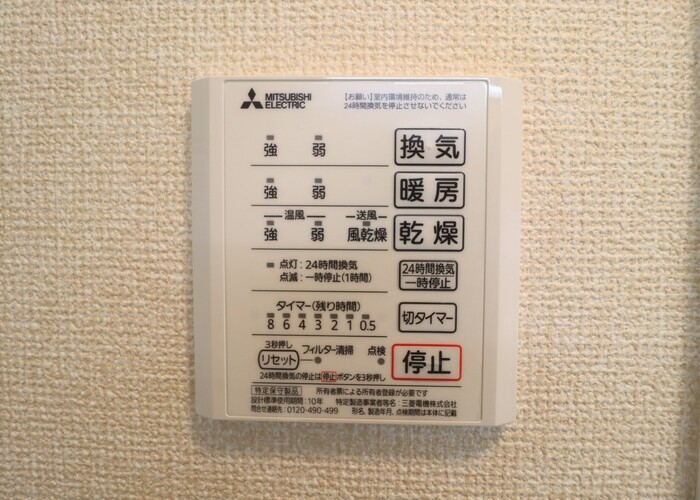 MITSUBISHI
ELECTRIC
【お願い】室内環境維持のため、通常は
24時間換気を停止させないでください
強 弱 換気
強 弱 暖房
温風 送風
強 弱 風乾燥 乾燥
点灯：24時間換気
点滅：一時停止(1時間)
24時間換気
一時停止
タイマー(残り時間)
8 6 4 3 2 1 0.5
切タイマー
3秒押し
リセット フィルター清掃 点検
停止
24時間換気の停止は停止ボタンを3秒押し
特定保守製品 所有者票による所有者登録が必要です
設計標準使用期間：10年 特定製造事業者等名：三菱電機株式会社
問合せ連絡先：0120-490-499 形名、製造年月、点検期間は本体に記載